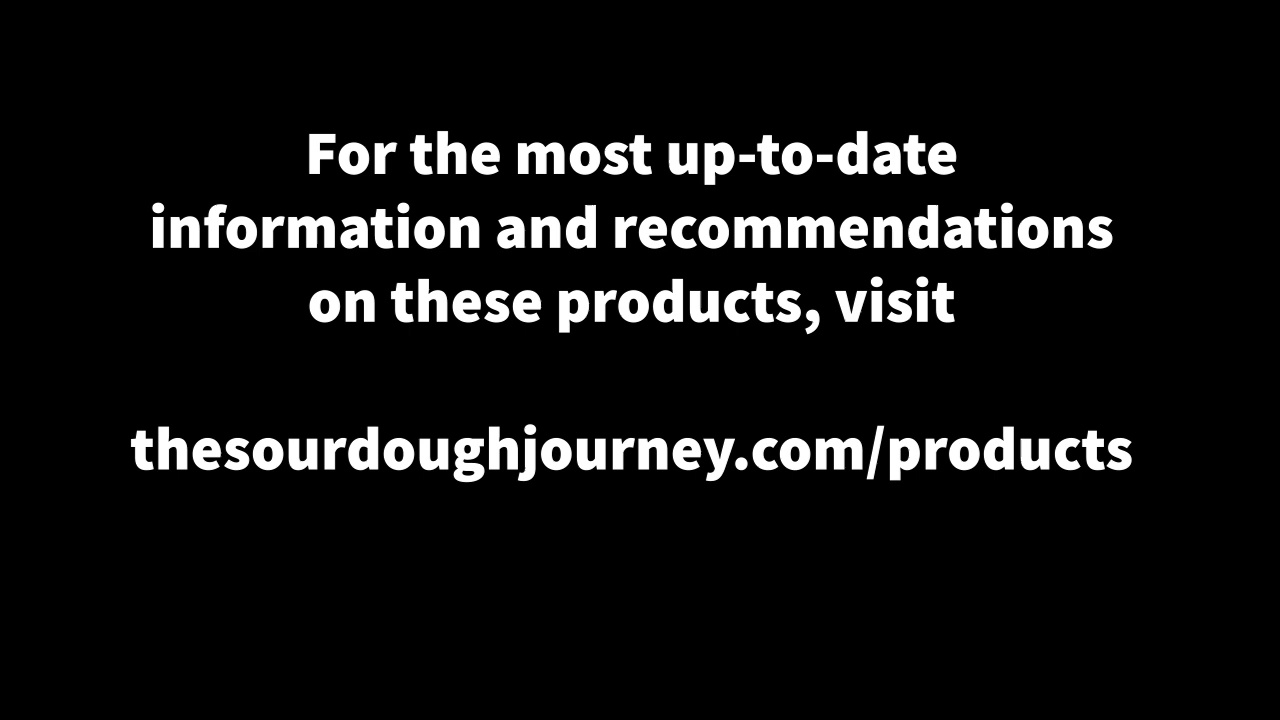 For the most up-to-date
information and recommendations
on these products, visit
thesourdoughjourney.com/products